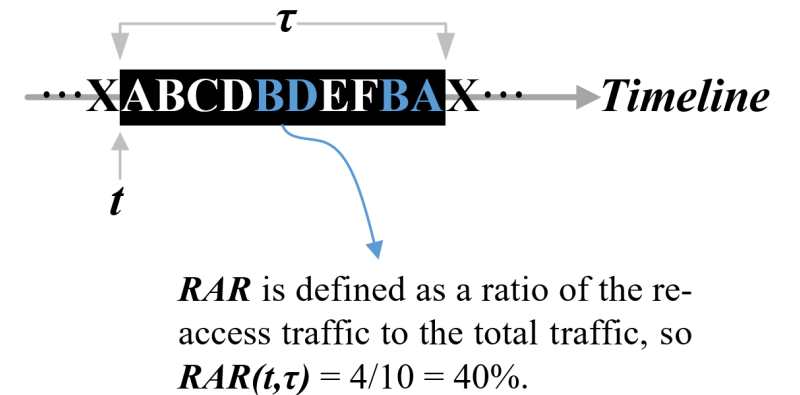 τ
···XABCDBDEFBAX··· Timeline
t
RAR is defined as a ratio of the re-
access traffic to the total traffic, so
RAR(t,τ) = 4/10 = 40%.